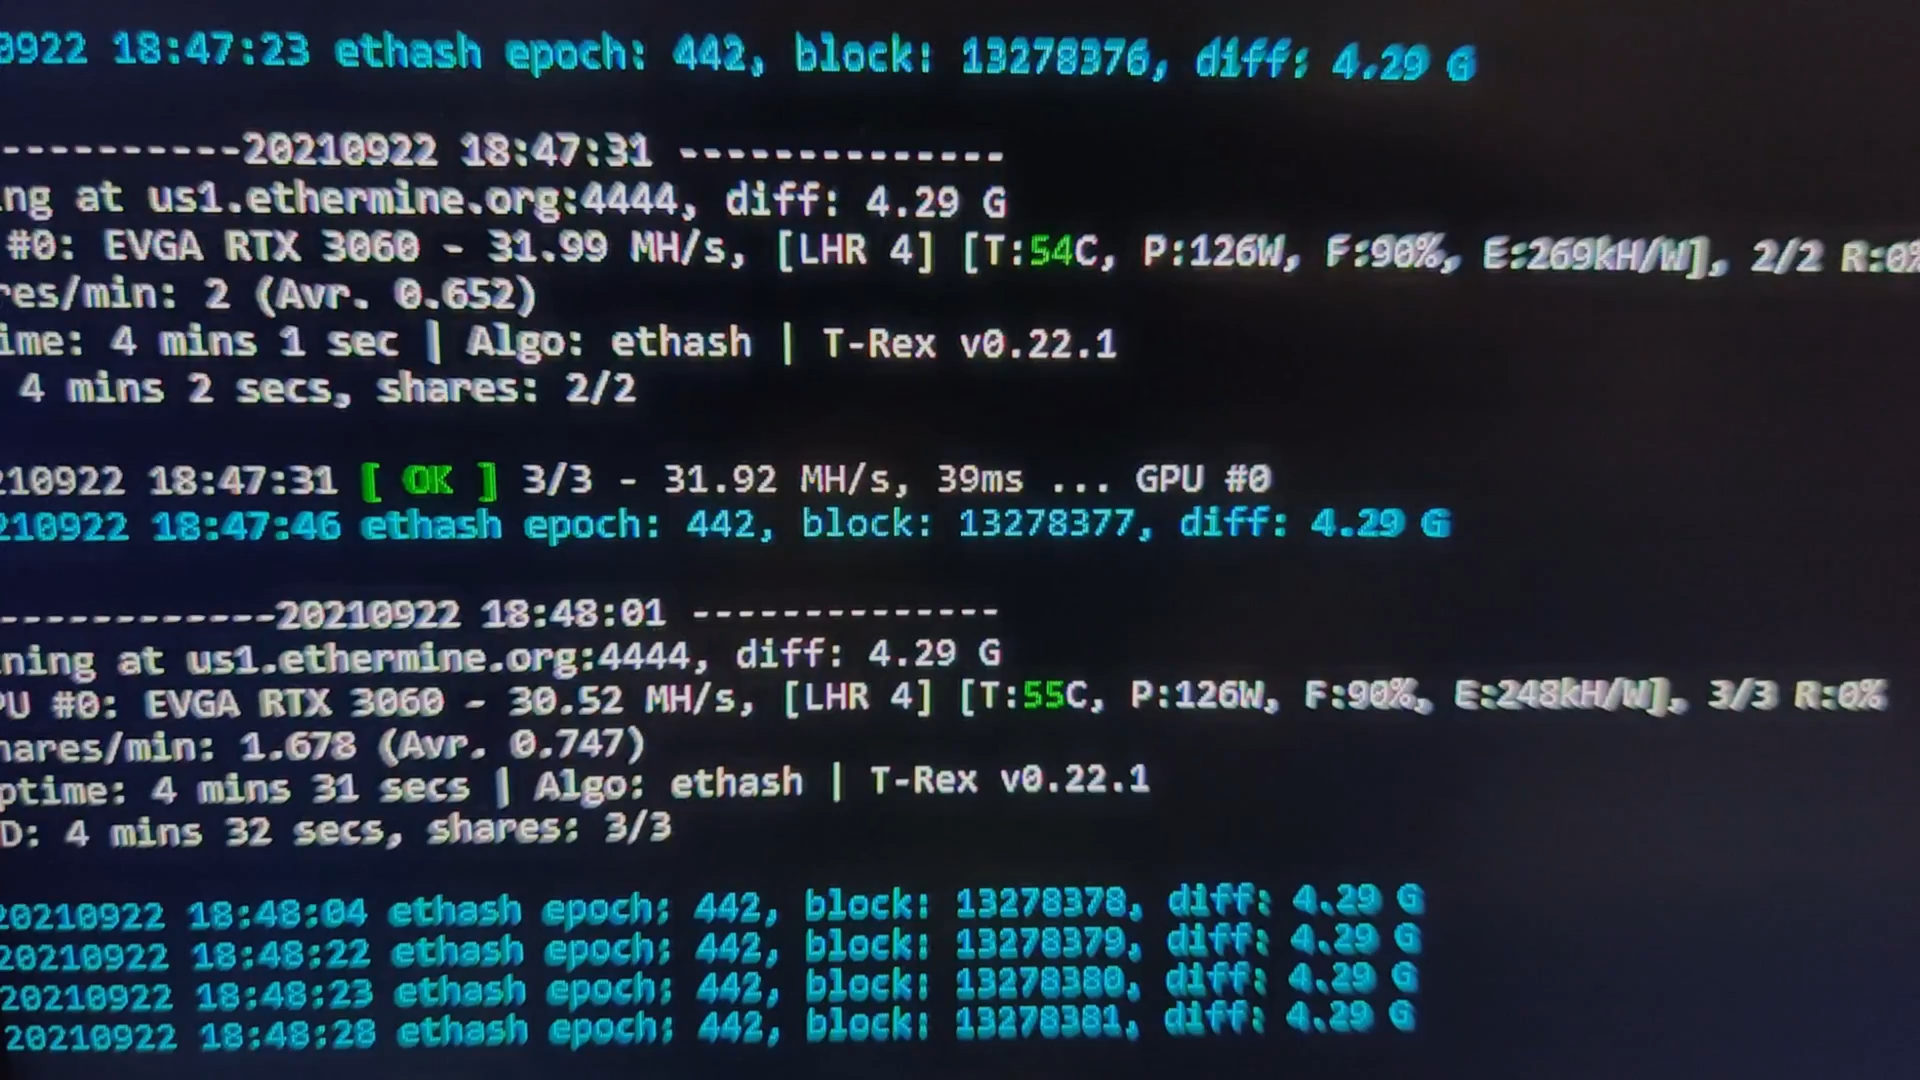 0922 18:47:23 ethash epoch: 442, block: 13278376, diff: 4.29 G
----------20210922 18:47:31 --------------
ng at us1.ethermine.org:4444, diff: 4.29 G
#0: EVGA RTX 3060 - 31.99 MH/s, [LHR 4] [T:54C, P:126W, F:90%, E:269kH/W], 2/2 R:0%
res/min: 2 (Avr. 0.652)
ime: 4 mins 1 sec | Algo: ethash | T-Rex v0.22.1
4 mins 2 secs, shares: 2/2
210922 18:47:31 [ OK ] 3/3 - 31.92 MH/s, 39ms ... GPU #0
210922 18:47:46 ethash epoch: 442, block: 13278377, diff: 4.29 G
------------20210922 18:48:01 --------------
ning at us1.ethermine.org:4444, diff: 4.29 G
PU #0: EVGA RTX 3060 - 30.52 MH/s, [LHR 4] [T:55C, P:126W, F:90%, E:248kH/W], 3/3 R:0%
hares/min: 1.678 (Avr. 0.747)
ptime: 4 mins 31 secs | Algo: ethash | T-Rex v0.22.1
D: 4 mins 32 secs, shares: 3/3
20210922 18:48:04 ethash epoch: 442, block: 13278378, diff: 4.29 G
20210922 18:48:22 ethash epoch: 442, block: 13278379, diff: 4.29 G
20210922 18:48:23 ethash epoch: 442, block: 13278380, diff: 4.29 G
20210922 18:48:28 ethash epoch: 442, block: 13278381, diff: 4.29 G